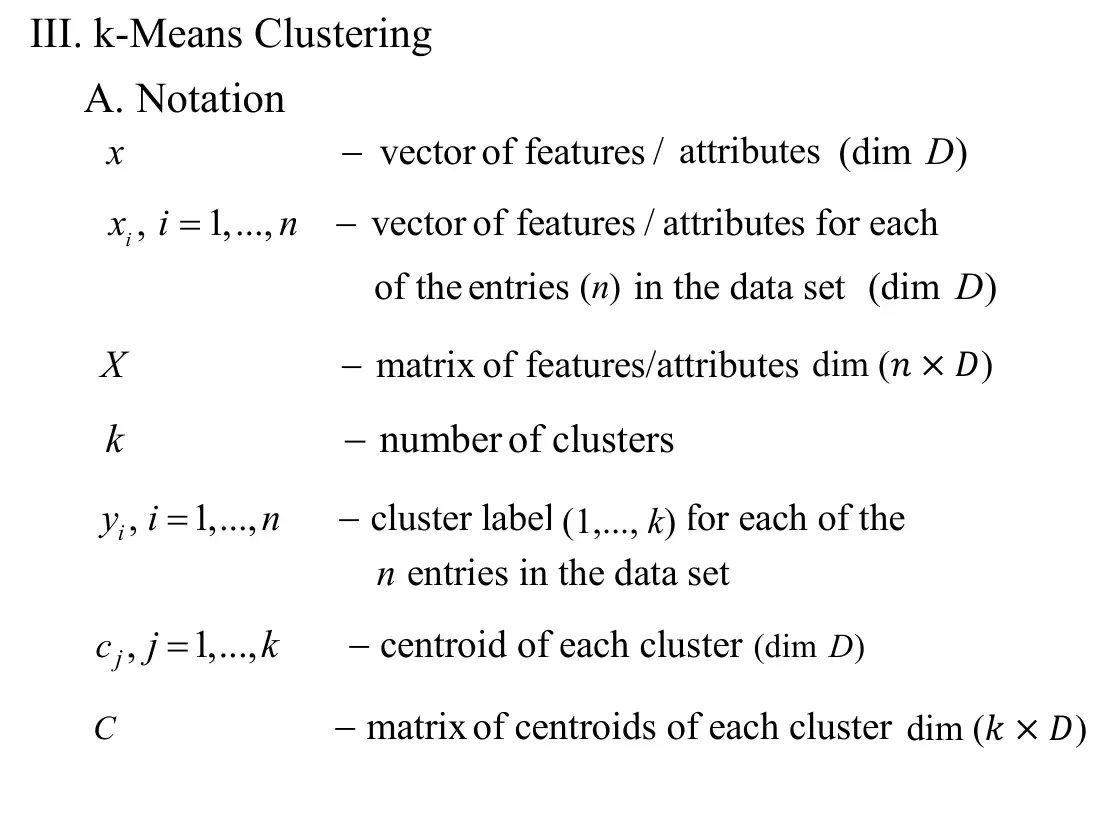 III. k-Means Clustering
A. Notation
x – vector of features / attributes (dim D)
xᵢ, i = 1,..., n – vector of features / attributes for each
of the entries (n) in the data set (dim D)
X – matrix of features/attributes dim (n × D)
k – number of clusters
yᵢ, i = 1,..., n – cluster label (1,..., k) for each of the
n entries in the data set
cⱼ, j = 1,..., k – centroid of each cluster (dim D)
C – matrix of centroids of each cluster dim (k × D)